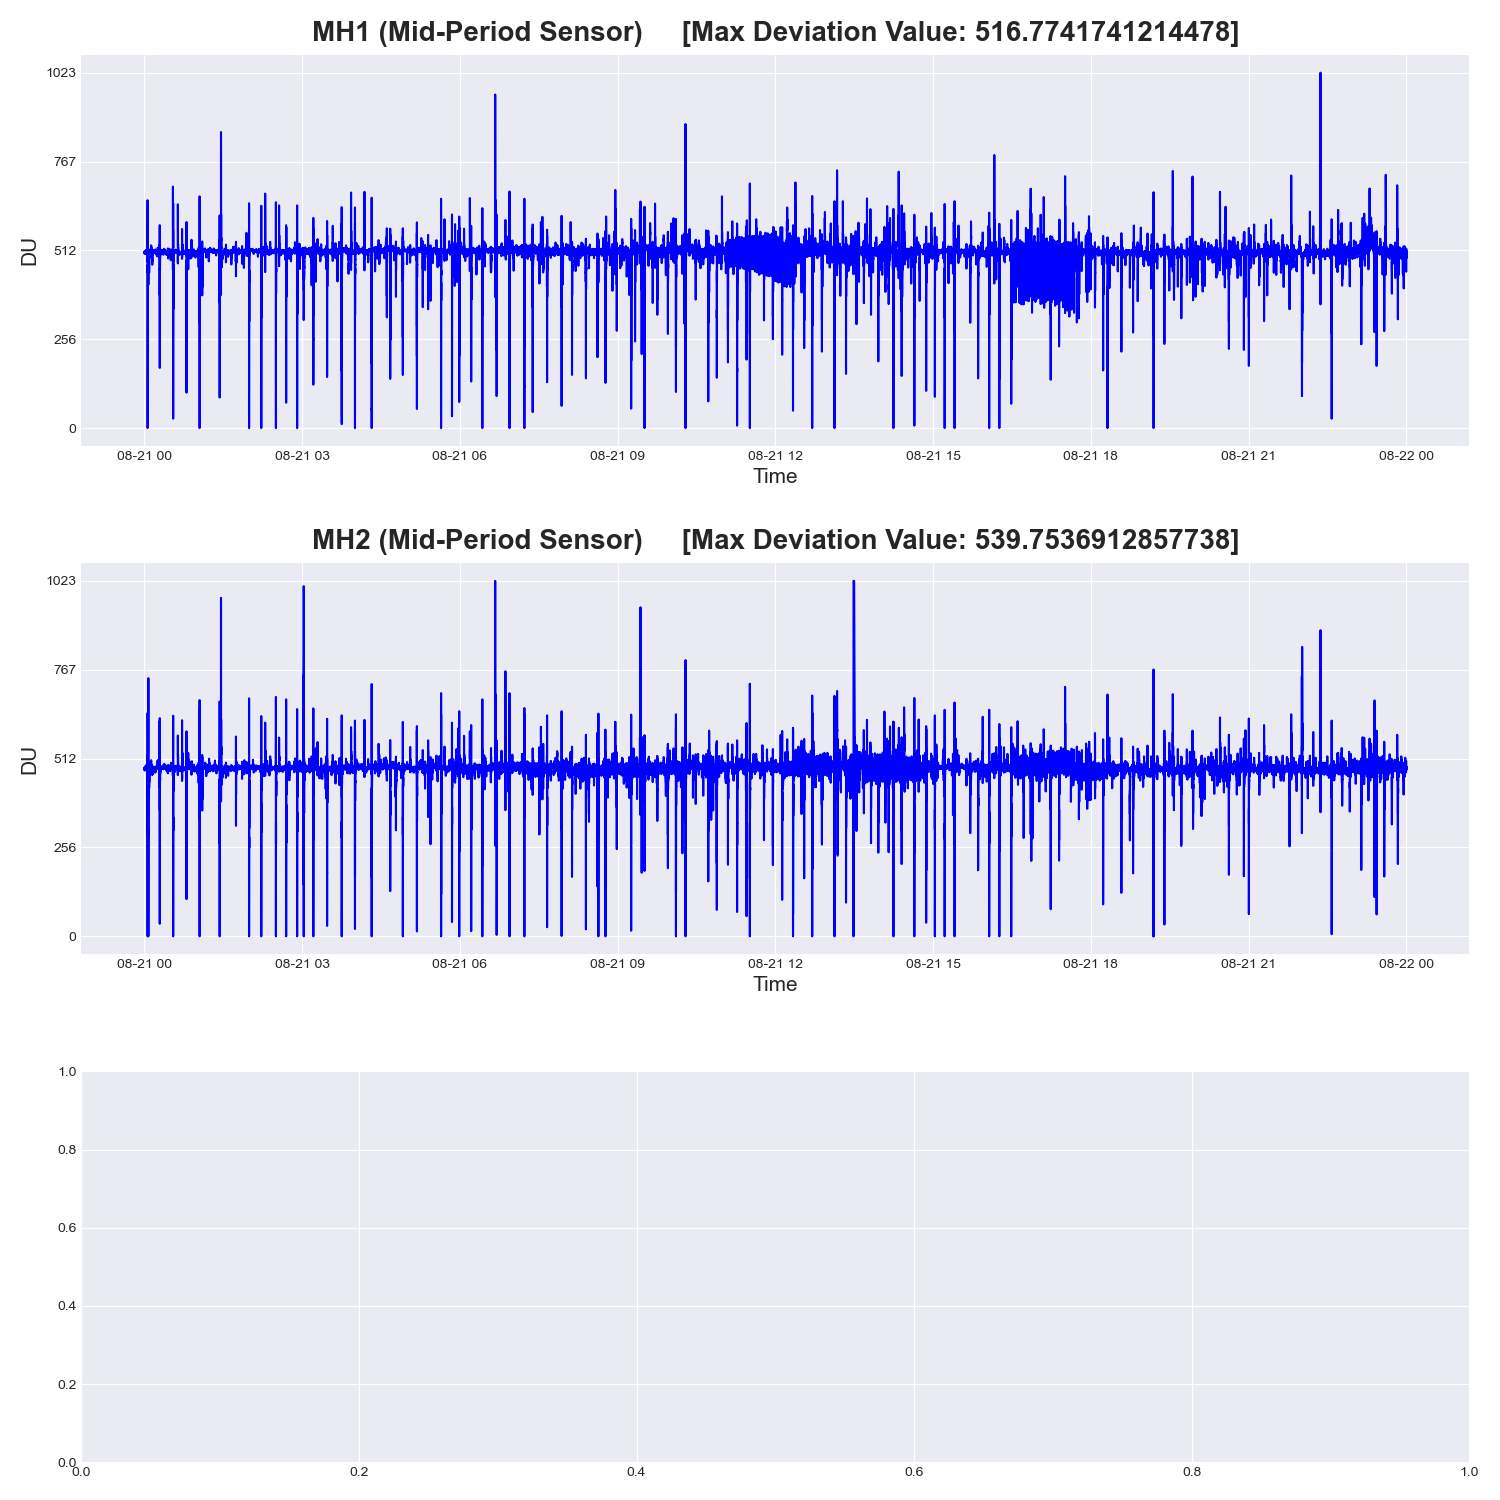 MH1 (Mid-Period Sensor) [Max Deviation Value: 516.7741741214478]
1023
767
512
256
0
DU
08-21 00 08-21 03 08-21 06 08-21 09 08-21 12 08-21 15 08-21 18 08-21 21 08-22 00
Time
MH2 (Mid-Period Sensor) [Max Deviation Value: 539.7536912857738]
1023
767
512
256
0
DU
08-21 00 08-21 03 08-21 06 08-21 09 08-21 12 08-21 15 08-21 18 08-21 21 08-22 00
Time
1.0
0.8
0.6
0.4
0.2
0.0
0.0 0.2 0.4 0.6 0.8 1.0